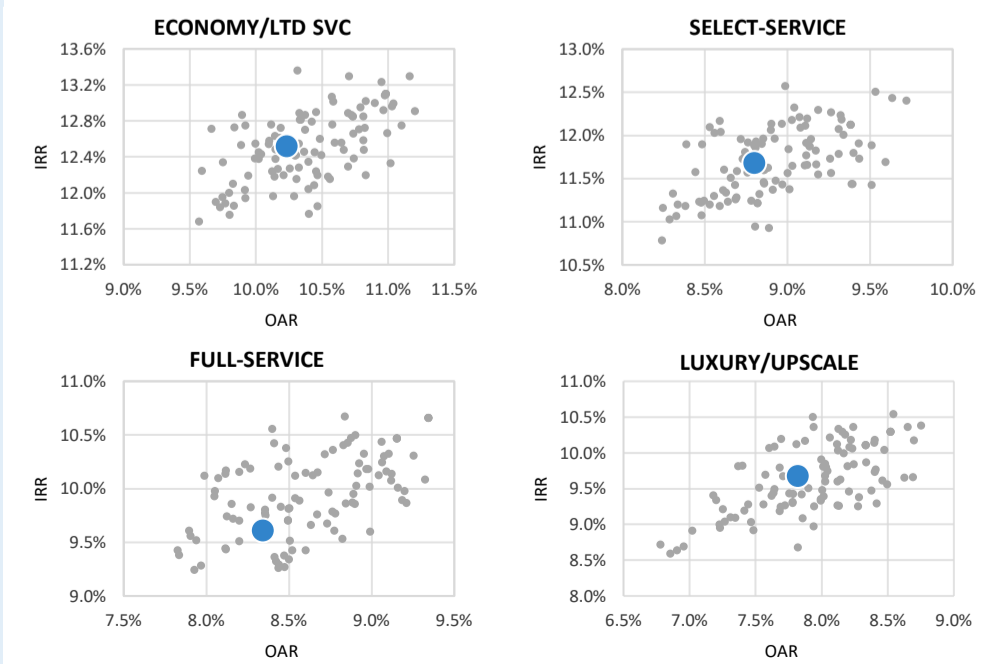 ECONOMY/LTD SVC
13.6%
13.2%
12.8%
12.4%
12.0%
11.6%
11.2%
IRR
9.0% 9.5% 10.0% 10.5% 11.0% 11.5%
OAR
SELECT-SERVICE
13.0%
12.5%
12.0%
11.5%
11.0%
10.5%
IRR
8.0% 8.5% 9.0% 9.5% 10.0%
OAR
FULL-SERVICE
11.0%
10.5%
10.0%
9.5%
9.0%
IRR
7.5% 8.0% 8.5% 9.0% 9.5%
OAR
LUXURY/UPSCALE
11.0%
10.5%
10.0%
9.5%
9.0%
8.5%
8.0%
IRR
6.5% 7.0% 7.5% 8.0% 8.5% 9.0%
OAR